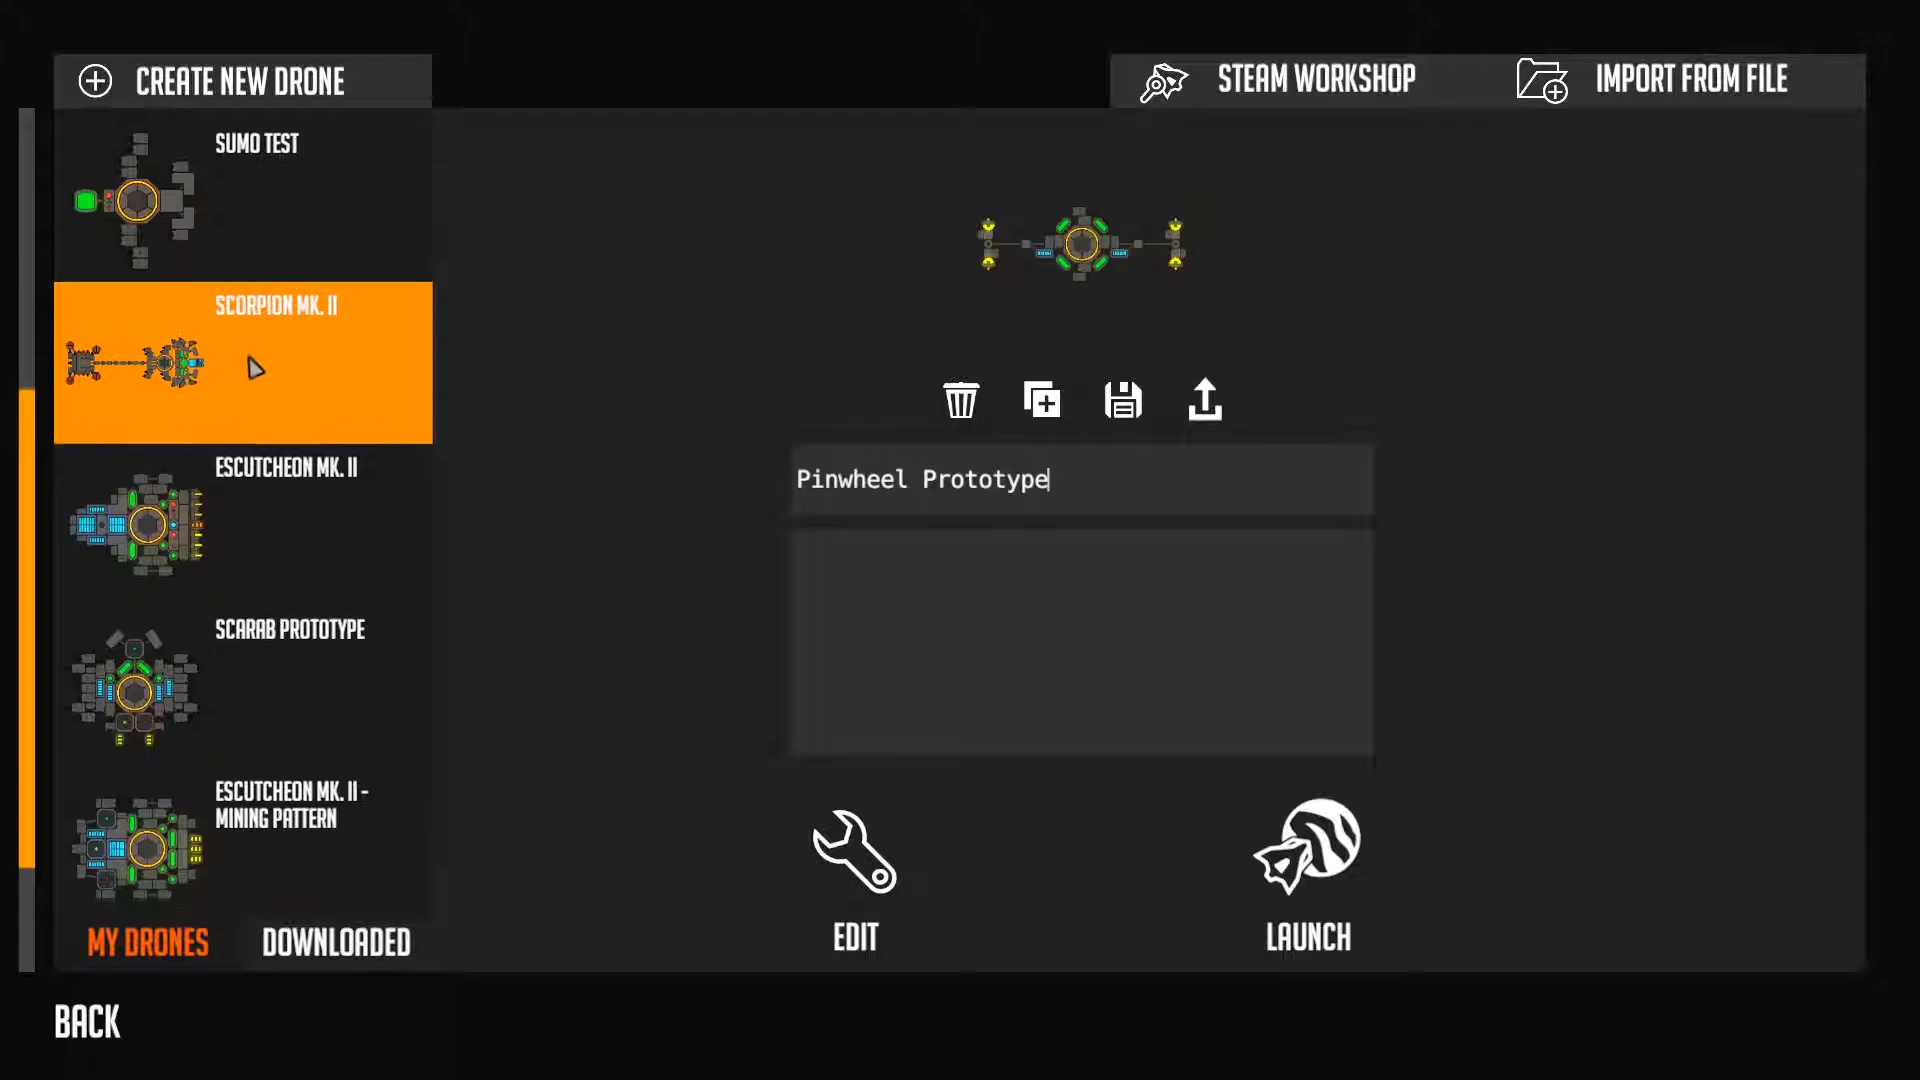 CREATE NEW DRONE
STEAM WORKSHOP
IMPORT FROM FILE
SUMO TEST
SCORPION MK. II
ESCUTCHEON MK. II
SCARAB PROTOTYPE
ESCUTCHEON MK. II -
MINING PATTERN
Pinwheel Prototype
EDIT
LAUNCH
MY DRONES
DOWNLOADED
BACK